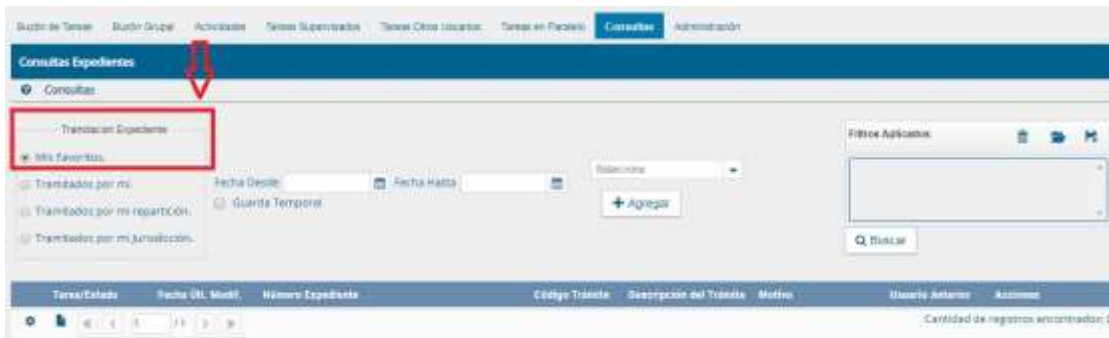 Buzón de Tareas Buzón Grupal Actividades Tareas Supervisados Tareas Otros Usuarios Tareas en Paralelo Consultas Administración
Consultas Expedientes
Consultas
Tramitacion Expediente
Mis Favoritos.
Tramitados por mi.
Tramitados por mi repartición.
Tramitados por mi Jurisdicción.
Fecha Desde
Fecha Hasta
Guarda Temporal
Selecciona
Agregar
Filtros Aplicados
Buscar
Tarea/Estado Fecha Últ. Modif. Número Expediente Código Trámite Descripción del Trámite Motivo Usuario Anterior Acciones
1 / 1
Cantidad de registros encontrados: